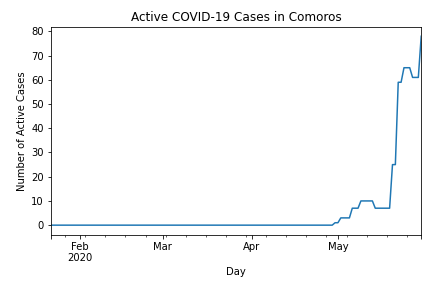 Active COVID-19 Cases in Comoros
Number of Active Cases
80
70
60
50
40
30
20
10
0
Feb
2020
Mar
Apr
May
Day